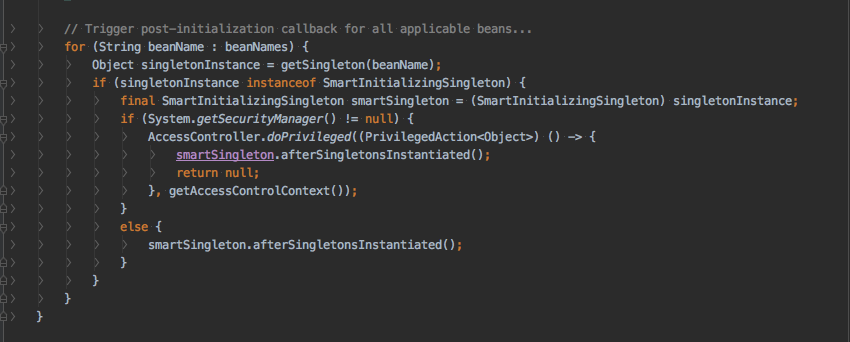 // Trigger post-initialization callback for all applicable beans...
for (String beanName : beanNames) {
Object singletonInstance = getSingleton(beanName);
if (singletonInstance instanceof SmartInitializingSingleton) {
final SmartInitializingSingleton smartSingleton = (SmartInitializingSingleton) singletonInstance;
if (System.getSecurityManager() != null) {
AccessController.doPrivileged((PrivilegedAction<Object>) () -> {
smartSingleton.afterSingletonsInstantiated();
return null;
}, getAccessControlContext());
}
else {
smartSingleton.afterSingletonsInstantiated();
}
}
}
}